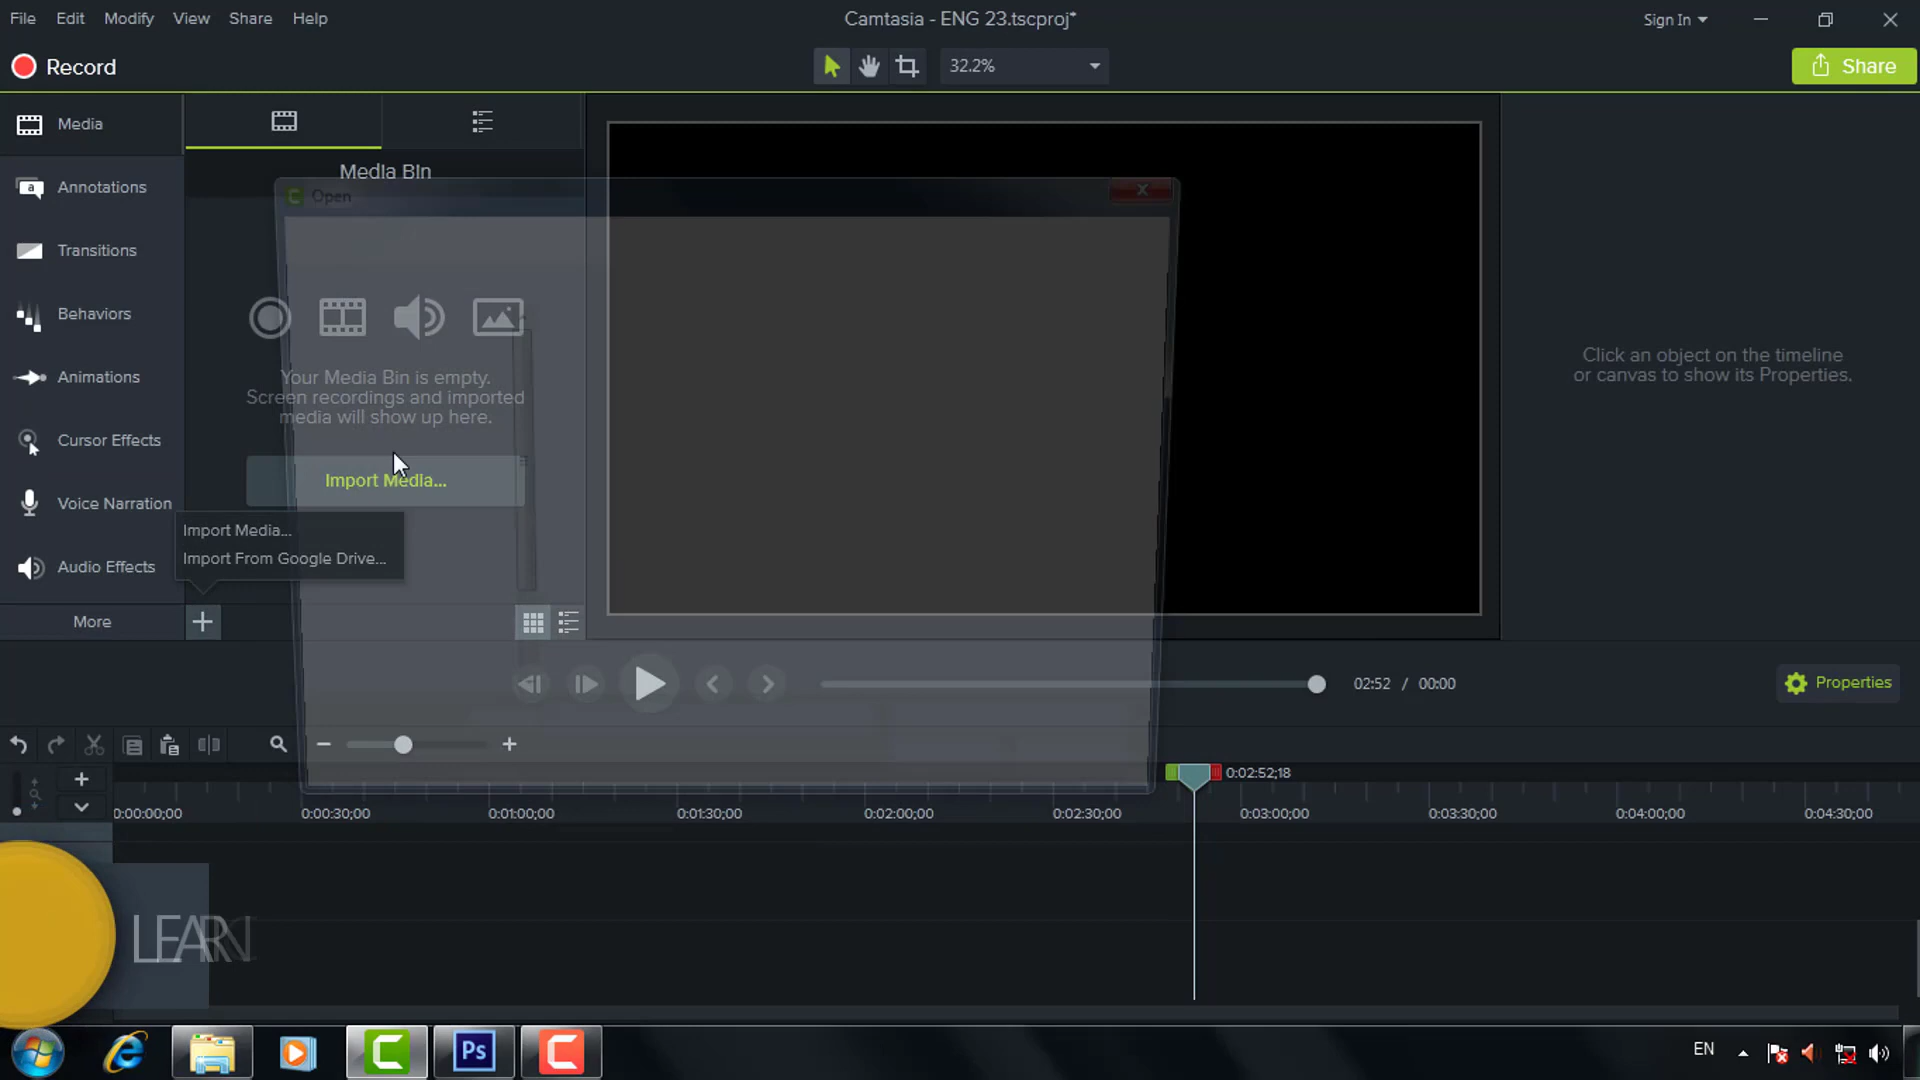 File Edit Modify View Share Help
Camtasia - ENG 23.tscproj*
Sign In
Record
32.2%
Share
Media
Media Bin
Annotations
Open
Transitions
Behaviors
Your Media Bin is empty.
Screen recordings and imported
media will show up here.
Click an object on the timeline
or canvas to show its Properties.
Animations
Cursor Effects
Import Media...
Voice Narration
Import Media...
Import From Google Drive...
Audio Effects
More
02:52 / 00:00
Properties
0:02:52;18
0:00:00;00 0:00:30;00 0:01:00;00 0:01:30;00 0:02:00;00 0:02:30;00 0:03:00;00 0:03:30;00 0:04:00;00 0:04:30;00
LEARN
Ps
EN